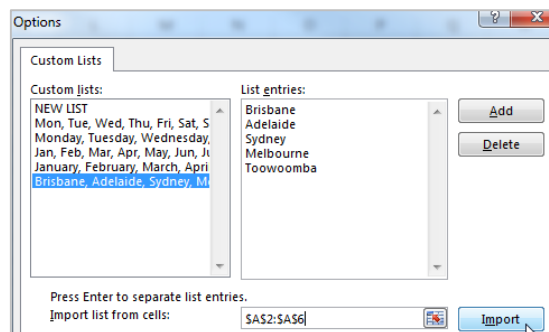 Options
Custom Lists
Custom lists:
NEW LIST
Mon, Tue, Wed, Thu, Fri, Sat, S
Monday, Tuesday, Wednesday,
Jan, Feb, Mar, Apr, May, Jun, Ju
January, February, March, April
Brisbane, Adelaide, Sydney, Me
List entries:
Brisbane
Adelaide
Sydney
Melbourne
Toowoomba
Add
Delete
Press Enter to separate list entries.
Import list from cells:
$A$2:$A$6
Import